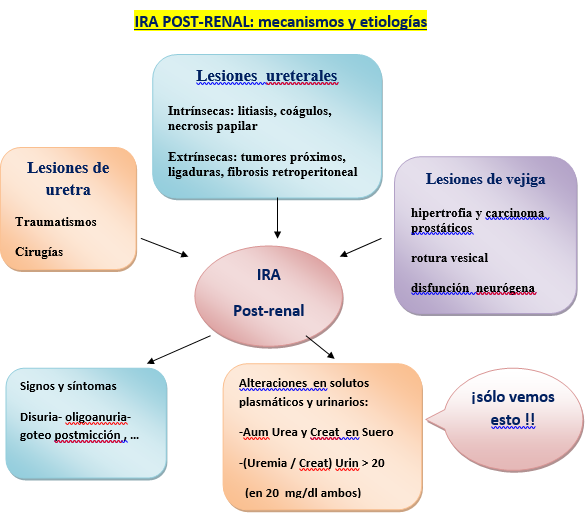 IRA POST-RENAL: mecanismos y etiologías
Lesiones ureterales
Intrínsecas: litiasis, coágulos,
necrosis papilar
Extrínsecas: tumores próximos,
ligaduras, fibrosis retroperitoneal
Lesiones de
uretra
Traumatismos
Cirugías
Lesiones de vejiga
hipertrofia y carcinoma
prostáticos
rotura vesical
disfunción neurógena
IRA
Post-renal
Signos y síntomas
Disuria- oligoanuria-
goteo postmicción , ...
Alteraciones en solutos
plasmáticos y urinarios:
-Aum Urea y Creat en Suero
-(Uremia / Creat) Urin > 20
(en 20 mg/dl ambos)
¡sólo vemos
esto !!